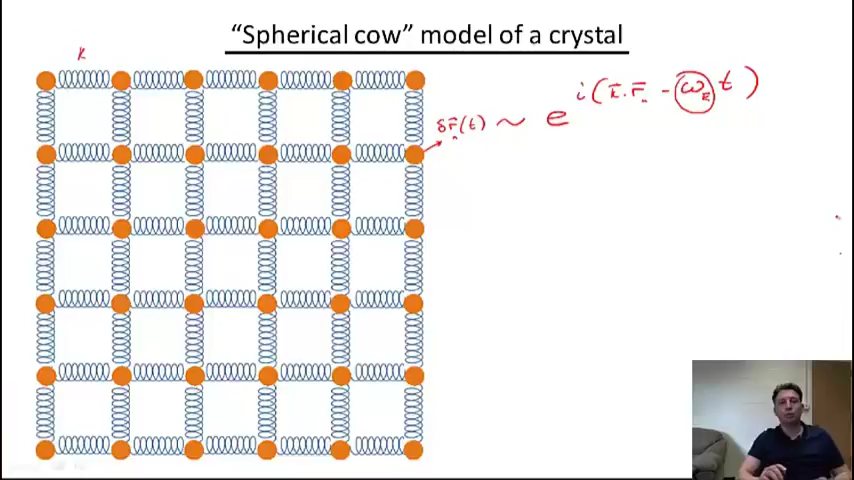 “Spherical cow” model of a crystal
K
δr̄ₙ(t) ~ e^{i(k̄·r̄ₙ - ω_k̄ t)}